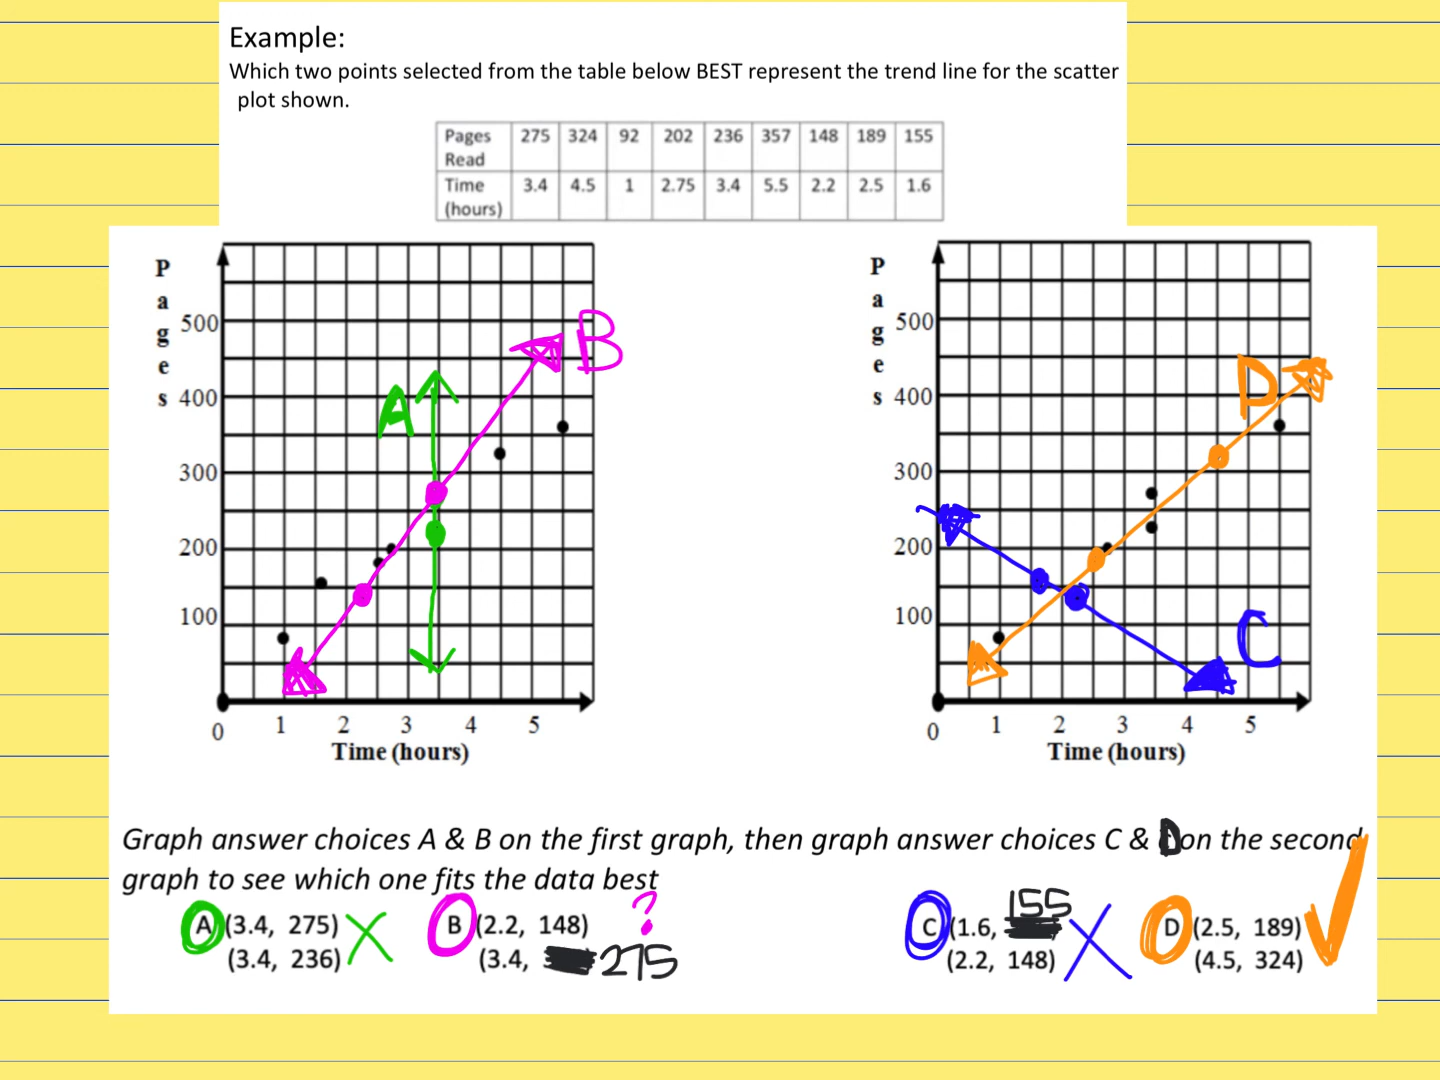 Example:
Which two points selected from the table below BEST represent the trend line for the scatter
plot shown.
Pages Read 275 324 92 202 236 357 148 189 155
Time (hours) 3.4 4.5 1 2.75 3.4 5.5 2.2 2.5 1.6
Pages
500
400
300
200
100
0 1 2 3 4 5
Time (hours)
A
B
Pages
500
400
300
200
100
0 1 2 3 4 5
Time (hours)
D
C
Graph answer choices A & B on the first graph, then graph answer choices C & D on the second
graph to see which one fits the data best
A (3.4, 275)
(3.4, 236)
B (2.2, 148) ?
(3.4, 275
C (1.6, 155
(2.2, 148)
D (2.5, 189)
(4.5, 324)